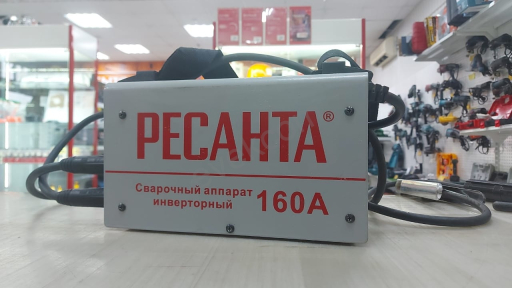 РЕСАНТА®
Сварочный аппарат
инверторный 160А